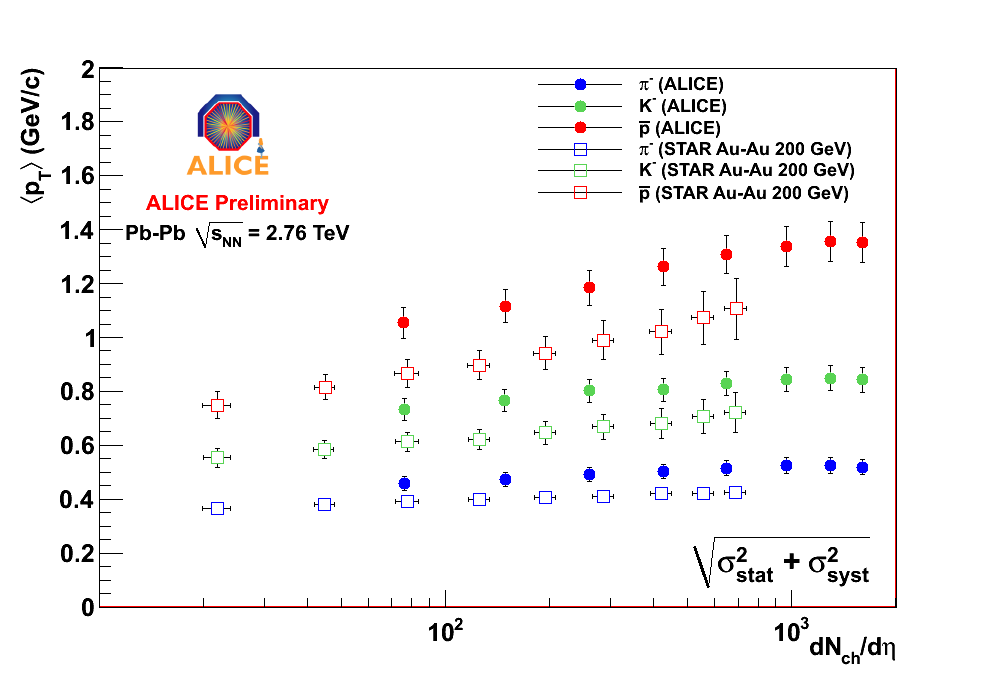 ⟨p_T⟩ (GeV/c)
2
1.8
1.6
1.4
1.2
1
0.8
0.6
0.4
0.2
0
ALICE
ALICE Preliminary
Pb-Pb √s_NN = 2.76 TeV
π⁻ (ALICE)
K⁻ (ALICE)
p̅ (ALICE)
π⁻ (STAR Au-Au 200 GeV)
K⁻ (STAR Au-Au 200 GeV)
p̅ (STAR Au-Au 200 GeV)
√(σ²_stat + σ²_syst)
10²
10³
dN_ch/dη